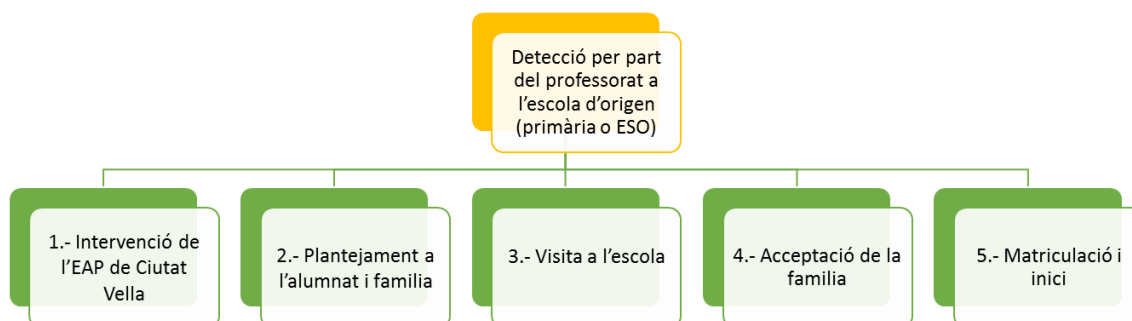 Detecció per part
del professorat a
l’escola d’origen
(primària o ESO)
1.- Intervenció de
l’EAP de Ciutat
Vella
2.- Plantejament a
l’alumnat i familia
3.- Visita a l’escola
4.- Acceptació de la
familia
5.- Matriculació i
inici